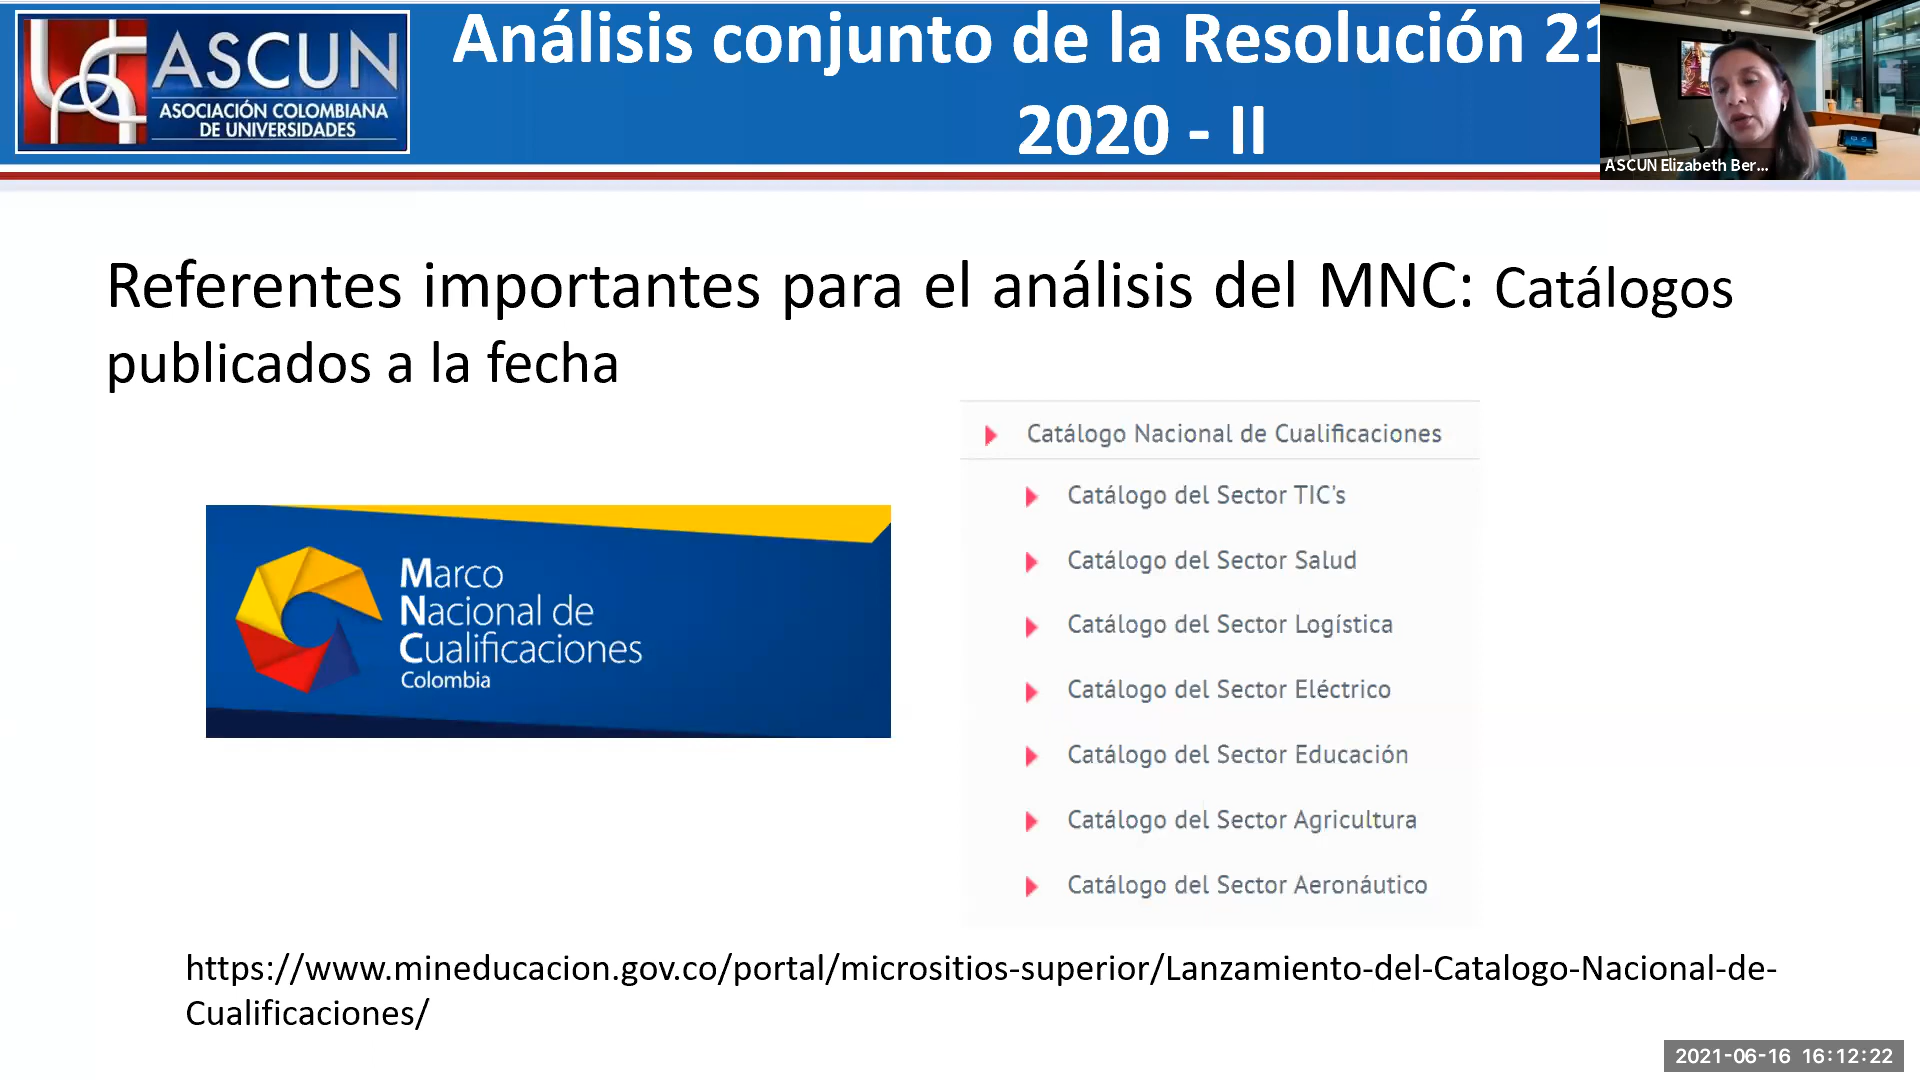 ASCUN
ASOCIACIÓN COLOMBIANA
DE UNIVERSIDADES
Análisis conjunto de la Resolución 21
2020 - II
ASCUN Elizabeth Ber...
Referentes importantes para el análisis del MNC: Catálogos
publicados a la fecha
Marco
Nacional de
Cualificaciones
Colombia
Catálogo Nacional de Cualificaciones
Catálogo del Sector TIC's
Catálogo del Sector Salud
Catálogo del Sector Logística
Catálogo del Sector Eléctrico
Catálogo del Sector Educación
Catálogo del Sector Agricultura
Catálogo del Sector Aeronáutico
https://www.mineducacion.gov.co/portal/micrositios-superior/Lanzamiento-del-Catalogo-Nacional-de-
Cualificaciones/
2021-06-16 16:12:22